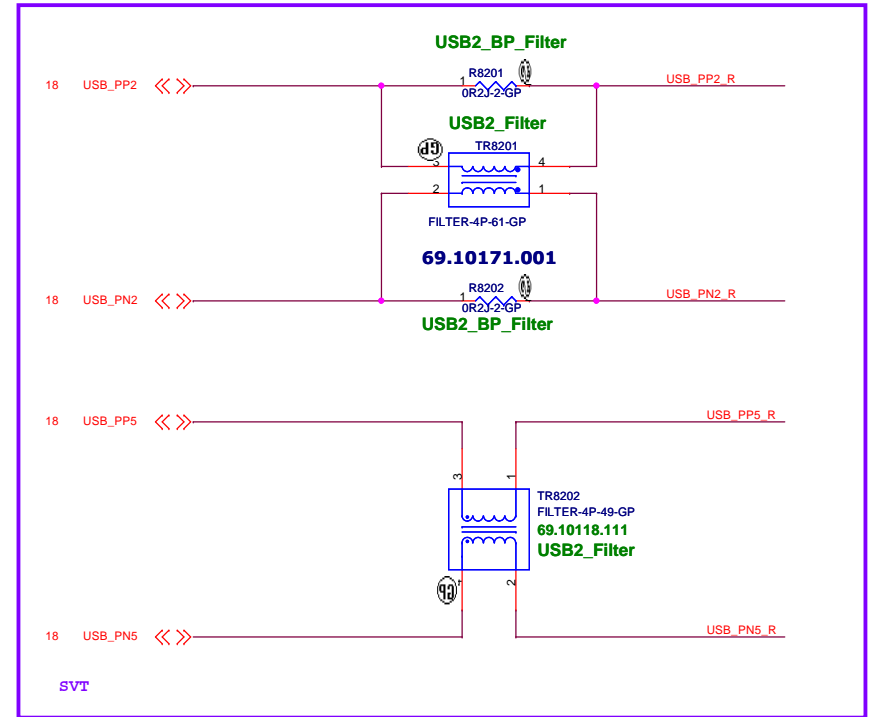 USB2_BP_Filter
R8201
18 USB_PP2 1 USB_PP2_R
0R2J-2-GP
USB2_Filter
TR8201
GP
3 4
2 1
FILTER-4P-61-GP
69.10171.001
R8202
18 USB_PN2 1 USB_PN2_R
0R2J-2-GP
USB2_BP_Filter
18 USB_PP5 USB_PP5_R
3 1
TR8202
FILTER-4P-49-GP
69.10118.111
USB2_Filter
GP 2
18 USB_PN5 USB_PN5_R
SVT